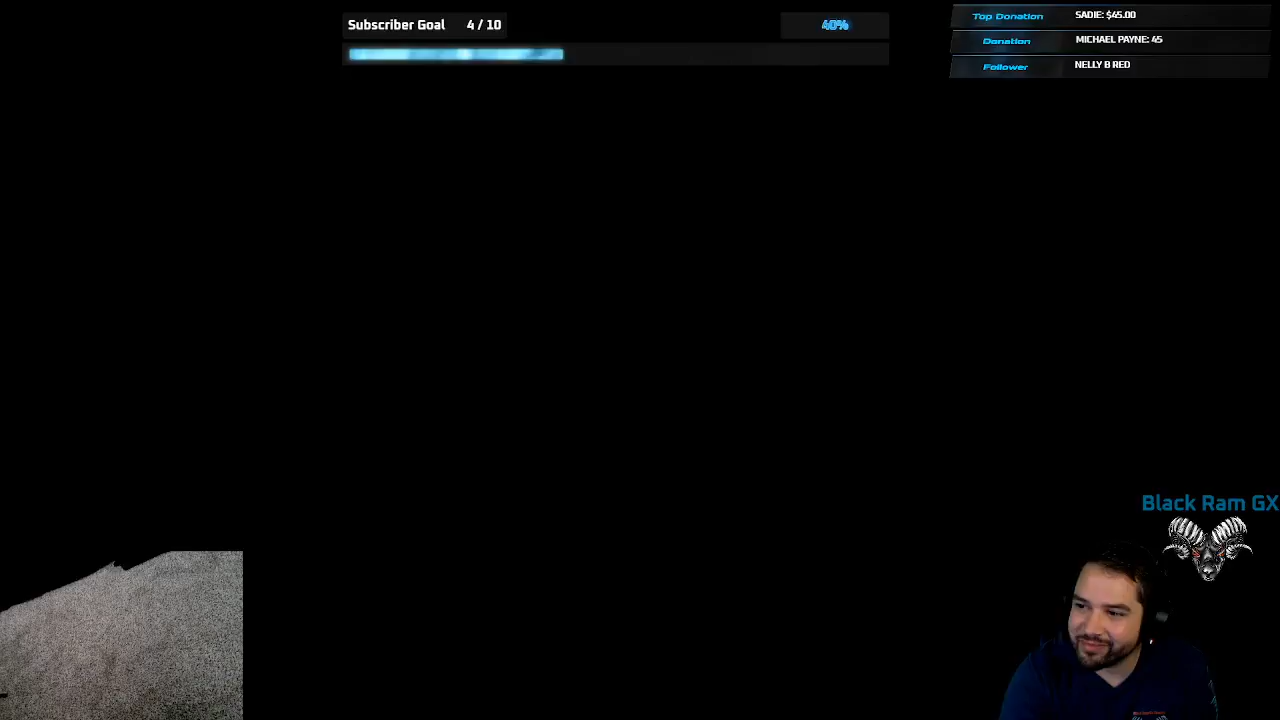 Subscriber Goal 4 / 10
40%
Top Donation SADIE: $45.00
Donation MICHAEL PAYNE: 45
Follower NELLY B RED
Black Ram GX